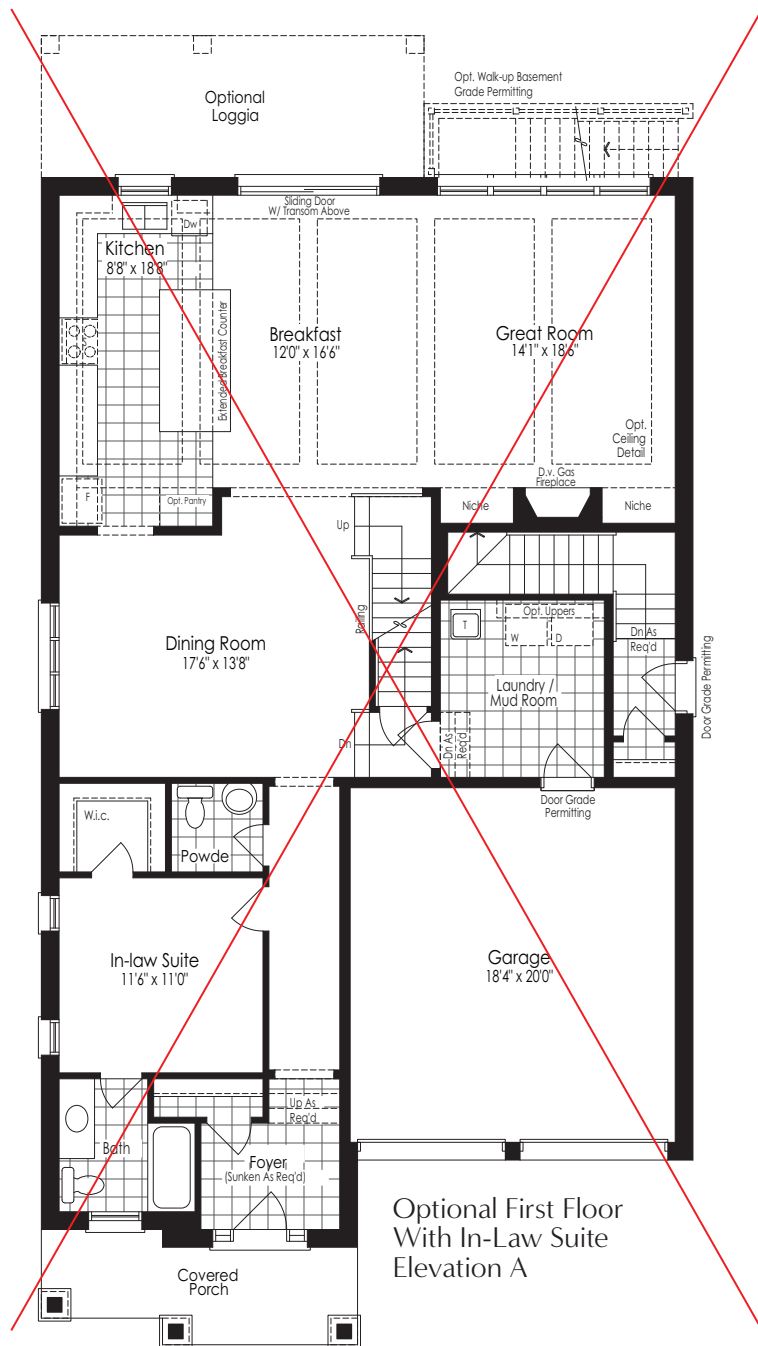 Optional
Loggia
Opt. Walk-up Basement
Grade Permitting
Sliding Door
W/ Transom Above
Dw
Kitchen
8'8" x 18'8"
Breakfast
12'0" x 16'6"
Great Room
14'1" x 18'6"
Extended Breakfast Counter
Opt.
Ceiling
Detail
D.v. Gas
Fireplace
F
Opt. Pantry
Niche
Niche
Up
Railing
Opt. Uppers
T
W
D
Dining Room
17'6" x 13'8"
Laundry /
Mud Room
Dn As
Req'd
Door Grade Permitting
Dn
Dn As
Req'd
Door Grade
Permitting
W.i.c.
Powde
In-law Suite
11'6" x 11'0"
Garage
18'4" x 20'0"
Up As
Req'd
Bath
Foyer
(Sunken As Req'd)
Optional First Floor
With In-Law Suite
Elevation A
Covered
Porch